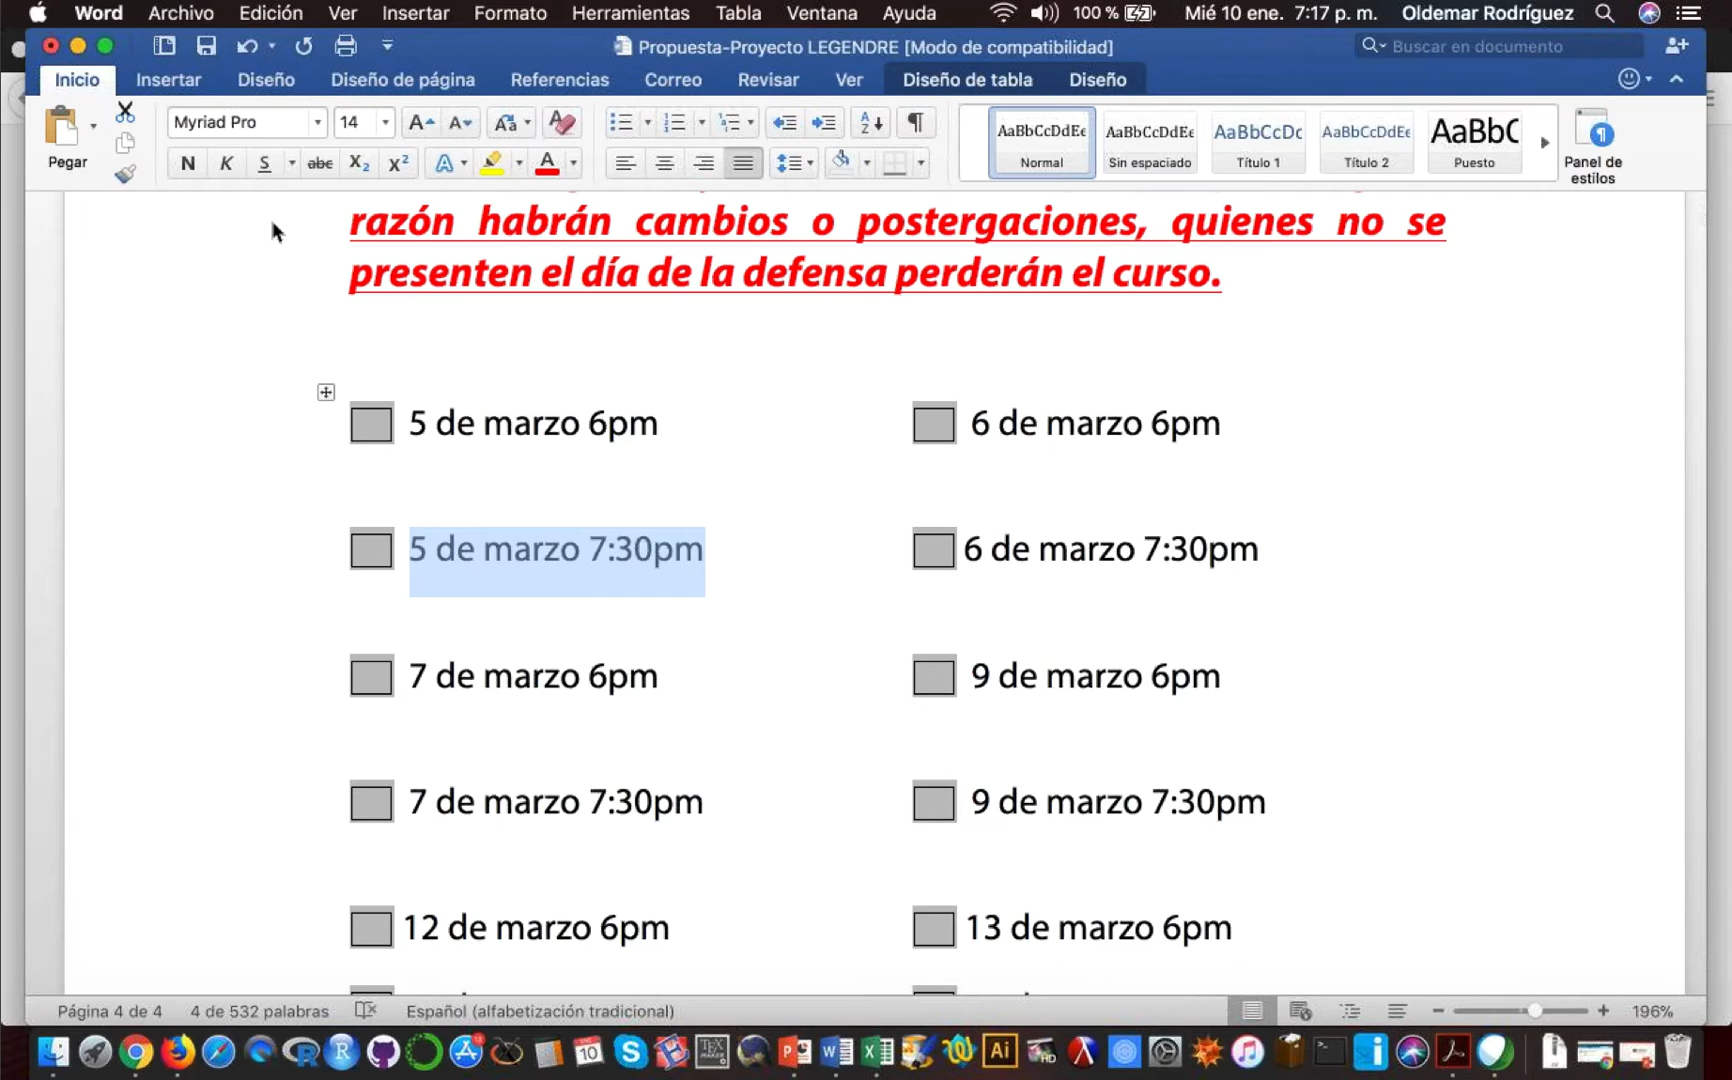 Word Archivo Edición Ver Insertar Formato Herramientas Tabla Ventana Ayuda 100 % Mié 10 ene. 7:17 p. m. Oldemar Rodríguez
Propuesta-Proyecto LEGENDRE [Modo de compatibilidad] Buscar en documento
Inicio Insertar Diseño Diseño de página Referencias Correo Revisar Ver Diseño de tabla Diseño
Myriad Pro 14
AaBbCcDdEe AaBbCcDdEe AaBbCcDc AaBbCcDdEe AaBbC
Pegar Normal Sin espaciado Título 1 Título 2 Puesto Panel de estilos
N K S abc X2 X2 A A
razón habrán cambios o postergaciones, quienes no se
presenten el día de la defensa perderán el curso.
5 de marzo 6pm 6 de marzo 6pm
5 de marzo 7:30pm 6 de marzo 7:30pm
7 de marzo 6pm 9 de marzo 6pm
7 de marzo 7:30pm 9 de marzo 7:30pm
12 de marzo 6pm 13 de marzo 6pm
Página 4 de 4 4 de 532 palabras Español (alfabetización tradicional) 196%